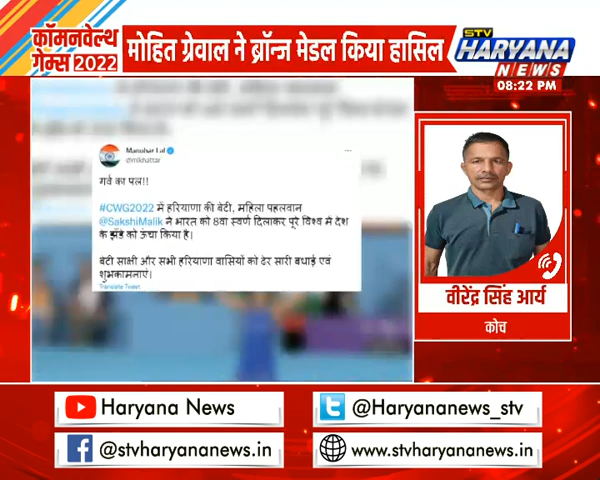 कॉमनवेल्थ
गेम्स 2022
मोहित ग्रेवाल ने ब्रॉन्ज मेडल किया हासिल
STV
HARYANA
NEWS
08:22 PM
Manohar Lal
@mlkhattar
गर्व का पल!!
#CWG2022 में हरियाणा की बेटी, महिला पहलवान
@SakshiMalik ने भारत को 8वा स्वर्ण दिलाकर पूरे विश्व में देश
के झंडे को ऊंचा किया है।
बेटी साक्षी और सभी हरियाणा वासियों को ढेर सारी बधाई एवं
शुभकामनाएं।
Translate Tweet
वीरेंद्र सिंह आर्य
कोच
Haryana News
@Haryananews_stv
@stvharyananews.in
www.stvharyananews.in